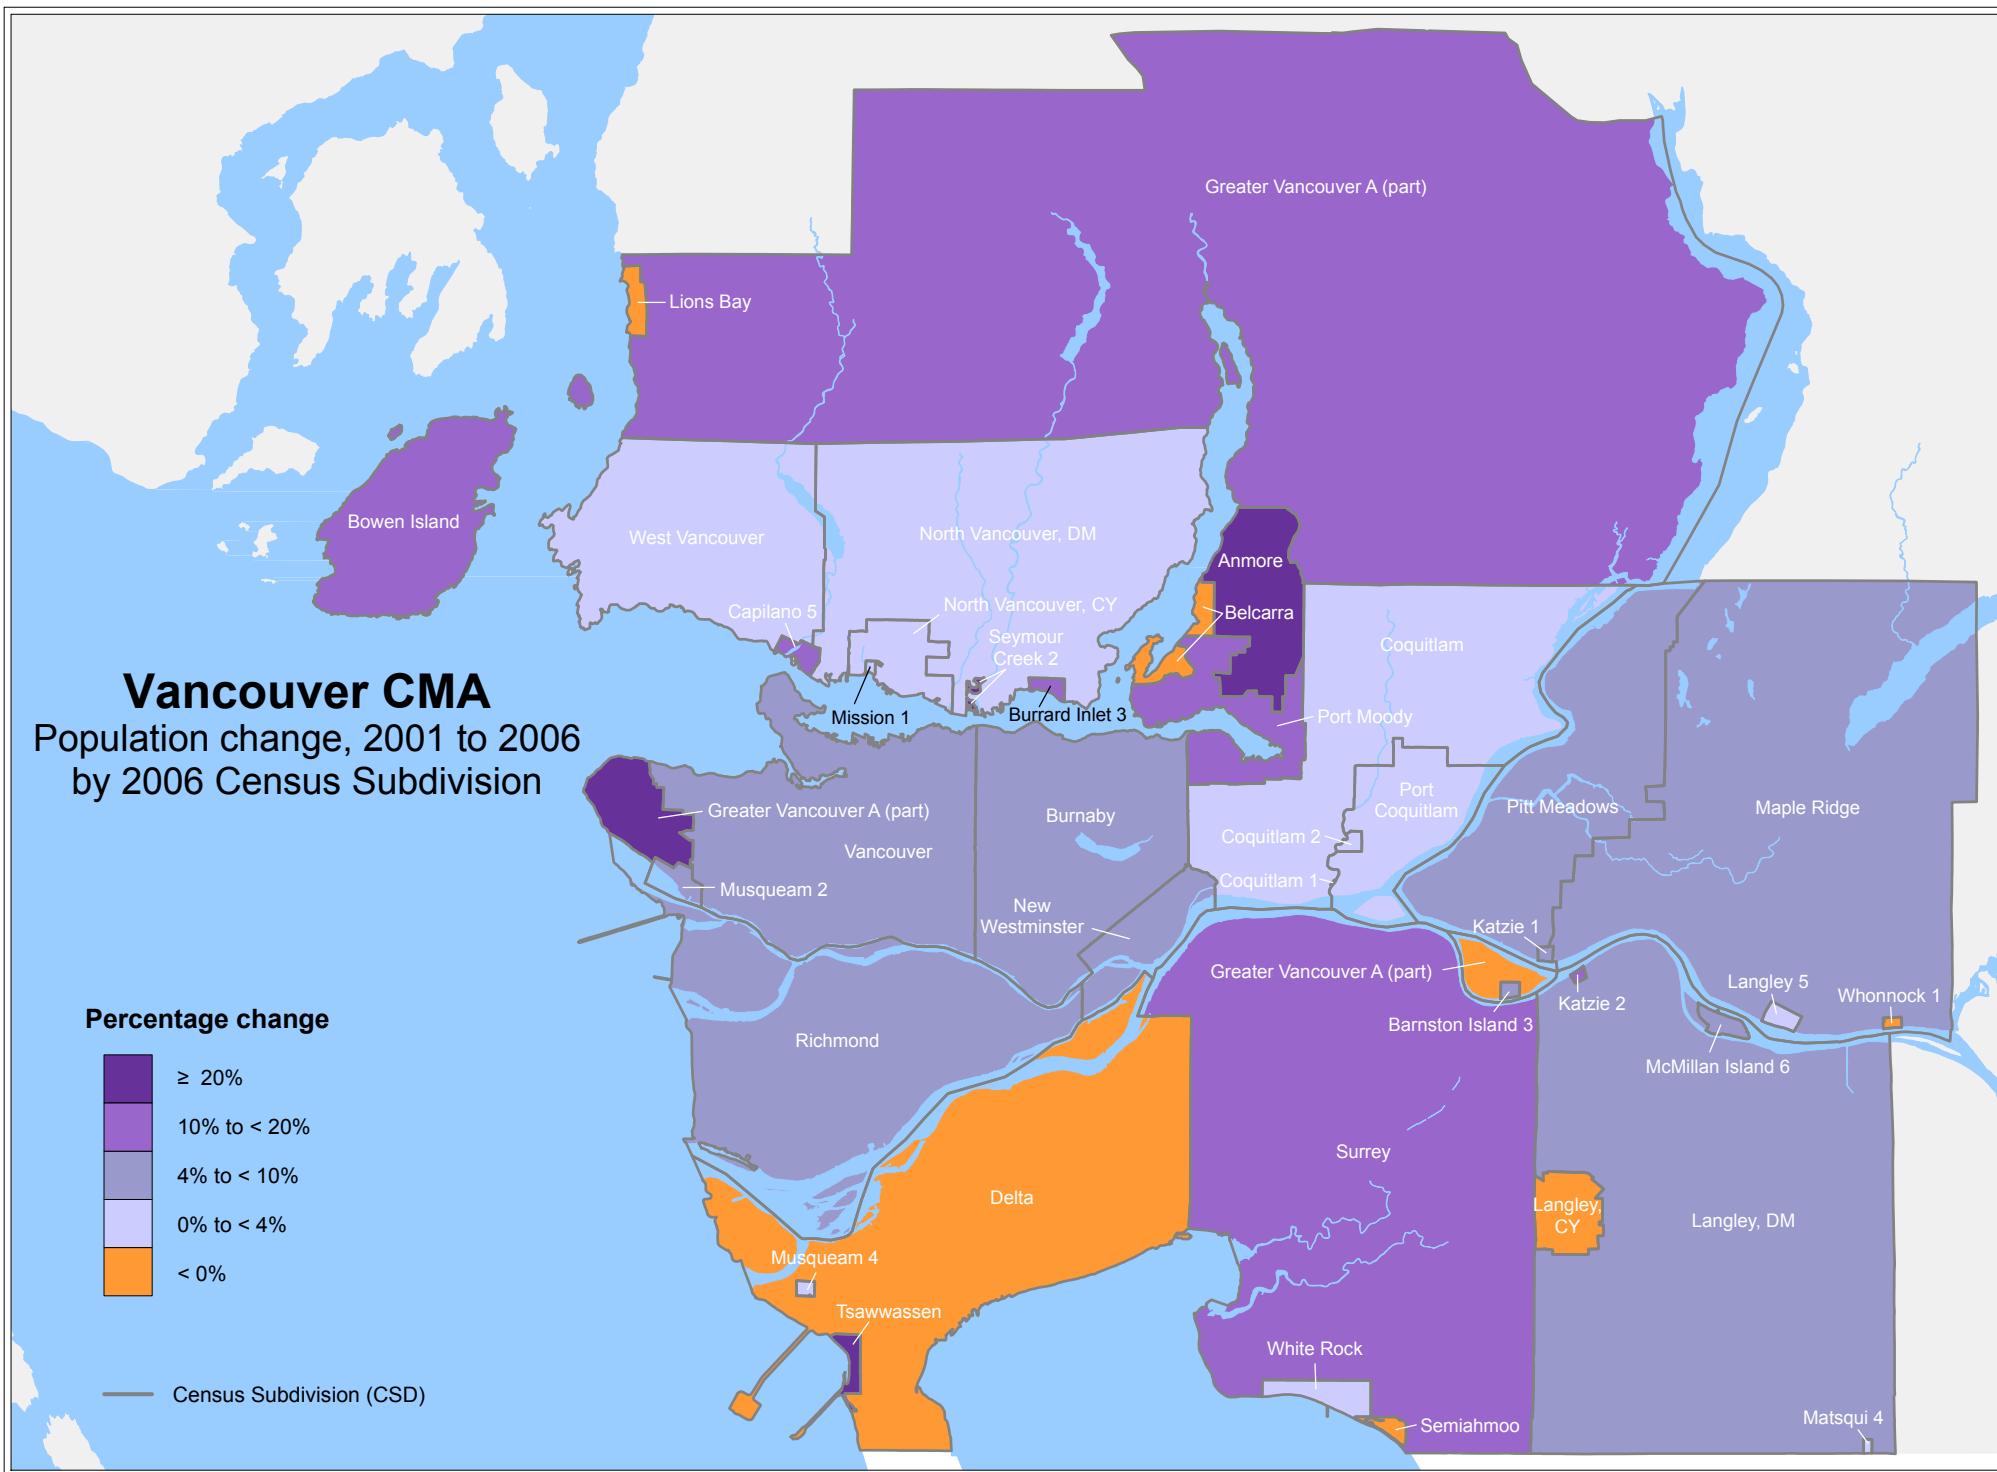 Greater Vancouver A (part)
Lions Bay
Bowen Island
West Vancouver
North Vancouver, DM
Anmore
Capilano 5
North Vancouver, CY
Belcarra
Seymour
Creek 2
Coquitlam
Vancouver CMA
Population change, 2001 to 2006
by 2006 Census Subdivision
Mission 1
Burrard Inlet 3
Port Moody
Greater Vancouver A (part)
Burnaby
Port
Coquitlam
Pitt Meadows
Maple Ridge
Vancouver
Coquitlam 2
Musqueam 2
Coquitlam 1
New
Westminster
Katzie 1
Greater Vancouver A (part)
Langley 5
Whonnock 1
Katzie 2
Barnston Island 3
Richmond
McMillan Island 6
Percentage change
≥ 20%
10% to < 20%
4% to < 10%
0% to < 4%
< 0%
Surrey
Delta
Langley,
CY
Langley, DM
Musqueam 4
Tsawwassen
White Rock
Census Subdivision (CSD)
Semiahmoo
Matsqui 4